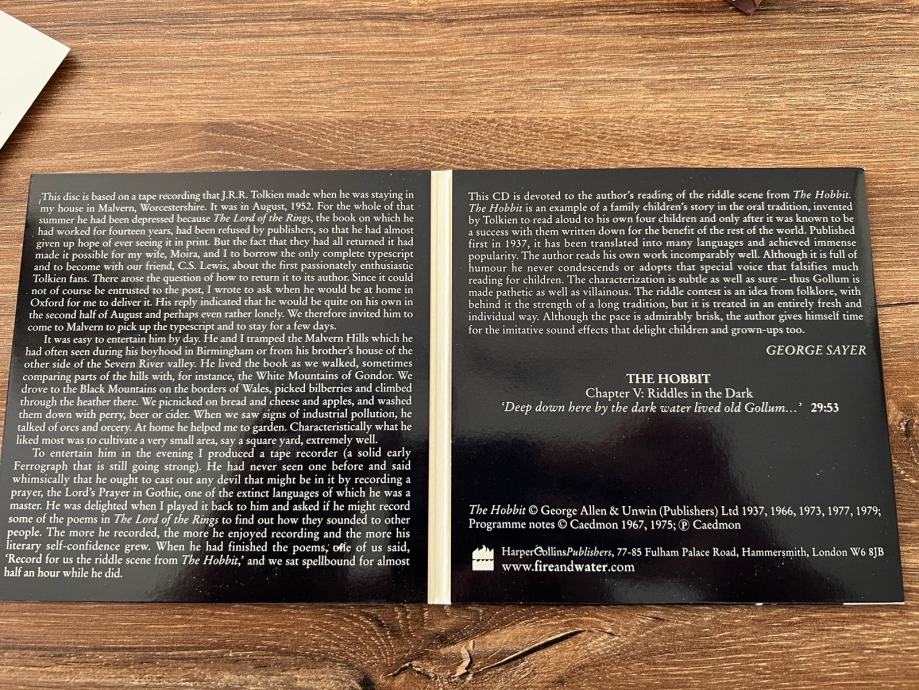 This disc is based on a tape recording that J.R.R. Tolkien made when he was staying in
my house in Malvern, Worcestershire. It was in August, 1952. For the whole of that
summer he had been depressed because The Lord of the Rings, the book on which he
had worked for fourteen years, had been refused by publishers, so that he had almost
given up hope of ever seeing it in print. But the fact that they had all returned it had
made it possible for my wife, Moira, and I to borrow the only complete typescript
and to become with our friend, C.S. Lewis, about the first passionately enthusiastic
Tolkien fans. There arose the question of how to return it to its author. Since it could
not of course be entrusted to the post, I wrote to ask when he would be at home in
Oxford for me to deliver it. His reply indicated that he would be quite on his own in
the second half of August and perhaps even rather lonely. We therefore invited him to
come to Malvern to pick up the typescript and to stay for a few days.
It was easy to entertain him by day. He and I tramped the Malvern Hills which he
had often seen during his boyhood in Birmingham or from his brother's house of the
other side of the Severn River valley. He lived the book as we walked, sometimes
comparing parts of the hills with, for instance, the White Mountains of Gondor. We
drove to the Black Mountains on the borders of Wales, picked bilberries and climbed
through the heather there. We picnicked on bread and cheese and apples, and washed
them down with perry, beer or cider. When we saw signs of industrial pollution, he
talked of orcs and orcery. At home he helped me to garden. Characteristically what he
liked most was to cultivate a very small area, say a square yard, extremely well.
To entertain him in the evening I produced a tape recorder (a solid early
Ferrograph that is still going strong). He had never seen one before and said
whimsically that he ought to cast out any devil that might be in it by recording a
prayer, the Lord's Prayer in Gothic, one of the extinct languages of which he was a
master. He was delighted when I played it back to him and asked if he might record
some of the poems in The Lord of the Rings to find out how they sounded to other
people. The more he recorded, the more he enjoyed recording and the more his
literary self-confidence grew. When he had finished the poems, one of us said,
'Record for us the riddle scene from The Hobbit,' and we sat spellbound for almost
half an hour while he did.
This CD is devoted to the author's reading of the riddle scene from The Hobbit.
The Hobbit is an example of a family children's story in the oral tradition, invented
by Tolkien to read aloud to his own four children and only after it was known to be
a success with them written down for the benefit of the rest of the world. Published
first in 1937, it has been translated into many languages and achieved immense
popularity. The author reads his own work incomparably well. Although it is full of
humour he never condescends or adopts that special voice that falsifies much
reading for children. The characterization is subtle as well as sure – thus Gollum is
made pathetic as well as villainous. The riddle contest is an idea from folklore, with
behind it the strength of a long tradition, but it is treated in an entirely fresh and
individual way. Although the pace is admirably brisk, the author gives himself time
for the imitative sound effects that delight children and grown-ups too.
GEORGE SAYER
THE HOBBIT
Chapter V: Riddles in the Dark
'Deep down here by the dark water lived old Gollum...' 29:53
The Hobbit © George Allen & Unwin (Publishers) Ltd 1937, 1966, 1973, 1977, 1979;
Programme notes © Caedmon 1967, 1975; ℗ Caedmon
HarperCollinsPublishers, 77-85 Fulham Palace Road, Hammersmith, London W6 8JB
www.fireandwater.com